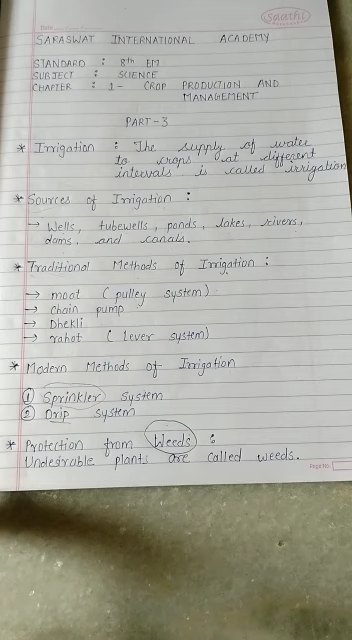 Saathi
Date
SARASWAT INTERNATIONAL ACADEMY
STANDARD : 8th EM
SUBJECT : SCIENCE
CHAPTER : 1- CROP PRODUCTION AND
MANAGEMENT
PART-3
* Irrigation : The supply of water
to crops at different
intervals is called irrigation
* Sources of Irrigation :
→ Wells, tubewells, ponds, lakes, rivers,
dams, and canals.
* Traditional Methods of Irrigation :
→ moat (pulley system)
→ chain pump
→ Dhekli
→ rahat (lever system)
* Modern Methods of Irrigation
① Sprinkler system
② Drip system
* Protection from Weeds :
Undesirable plants are called weeds.
Page No.